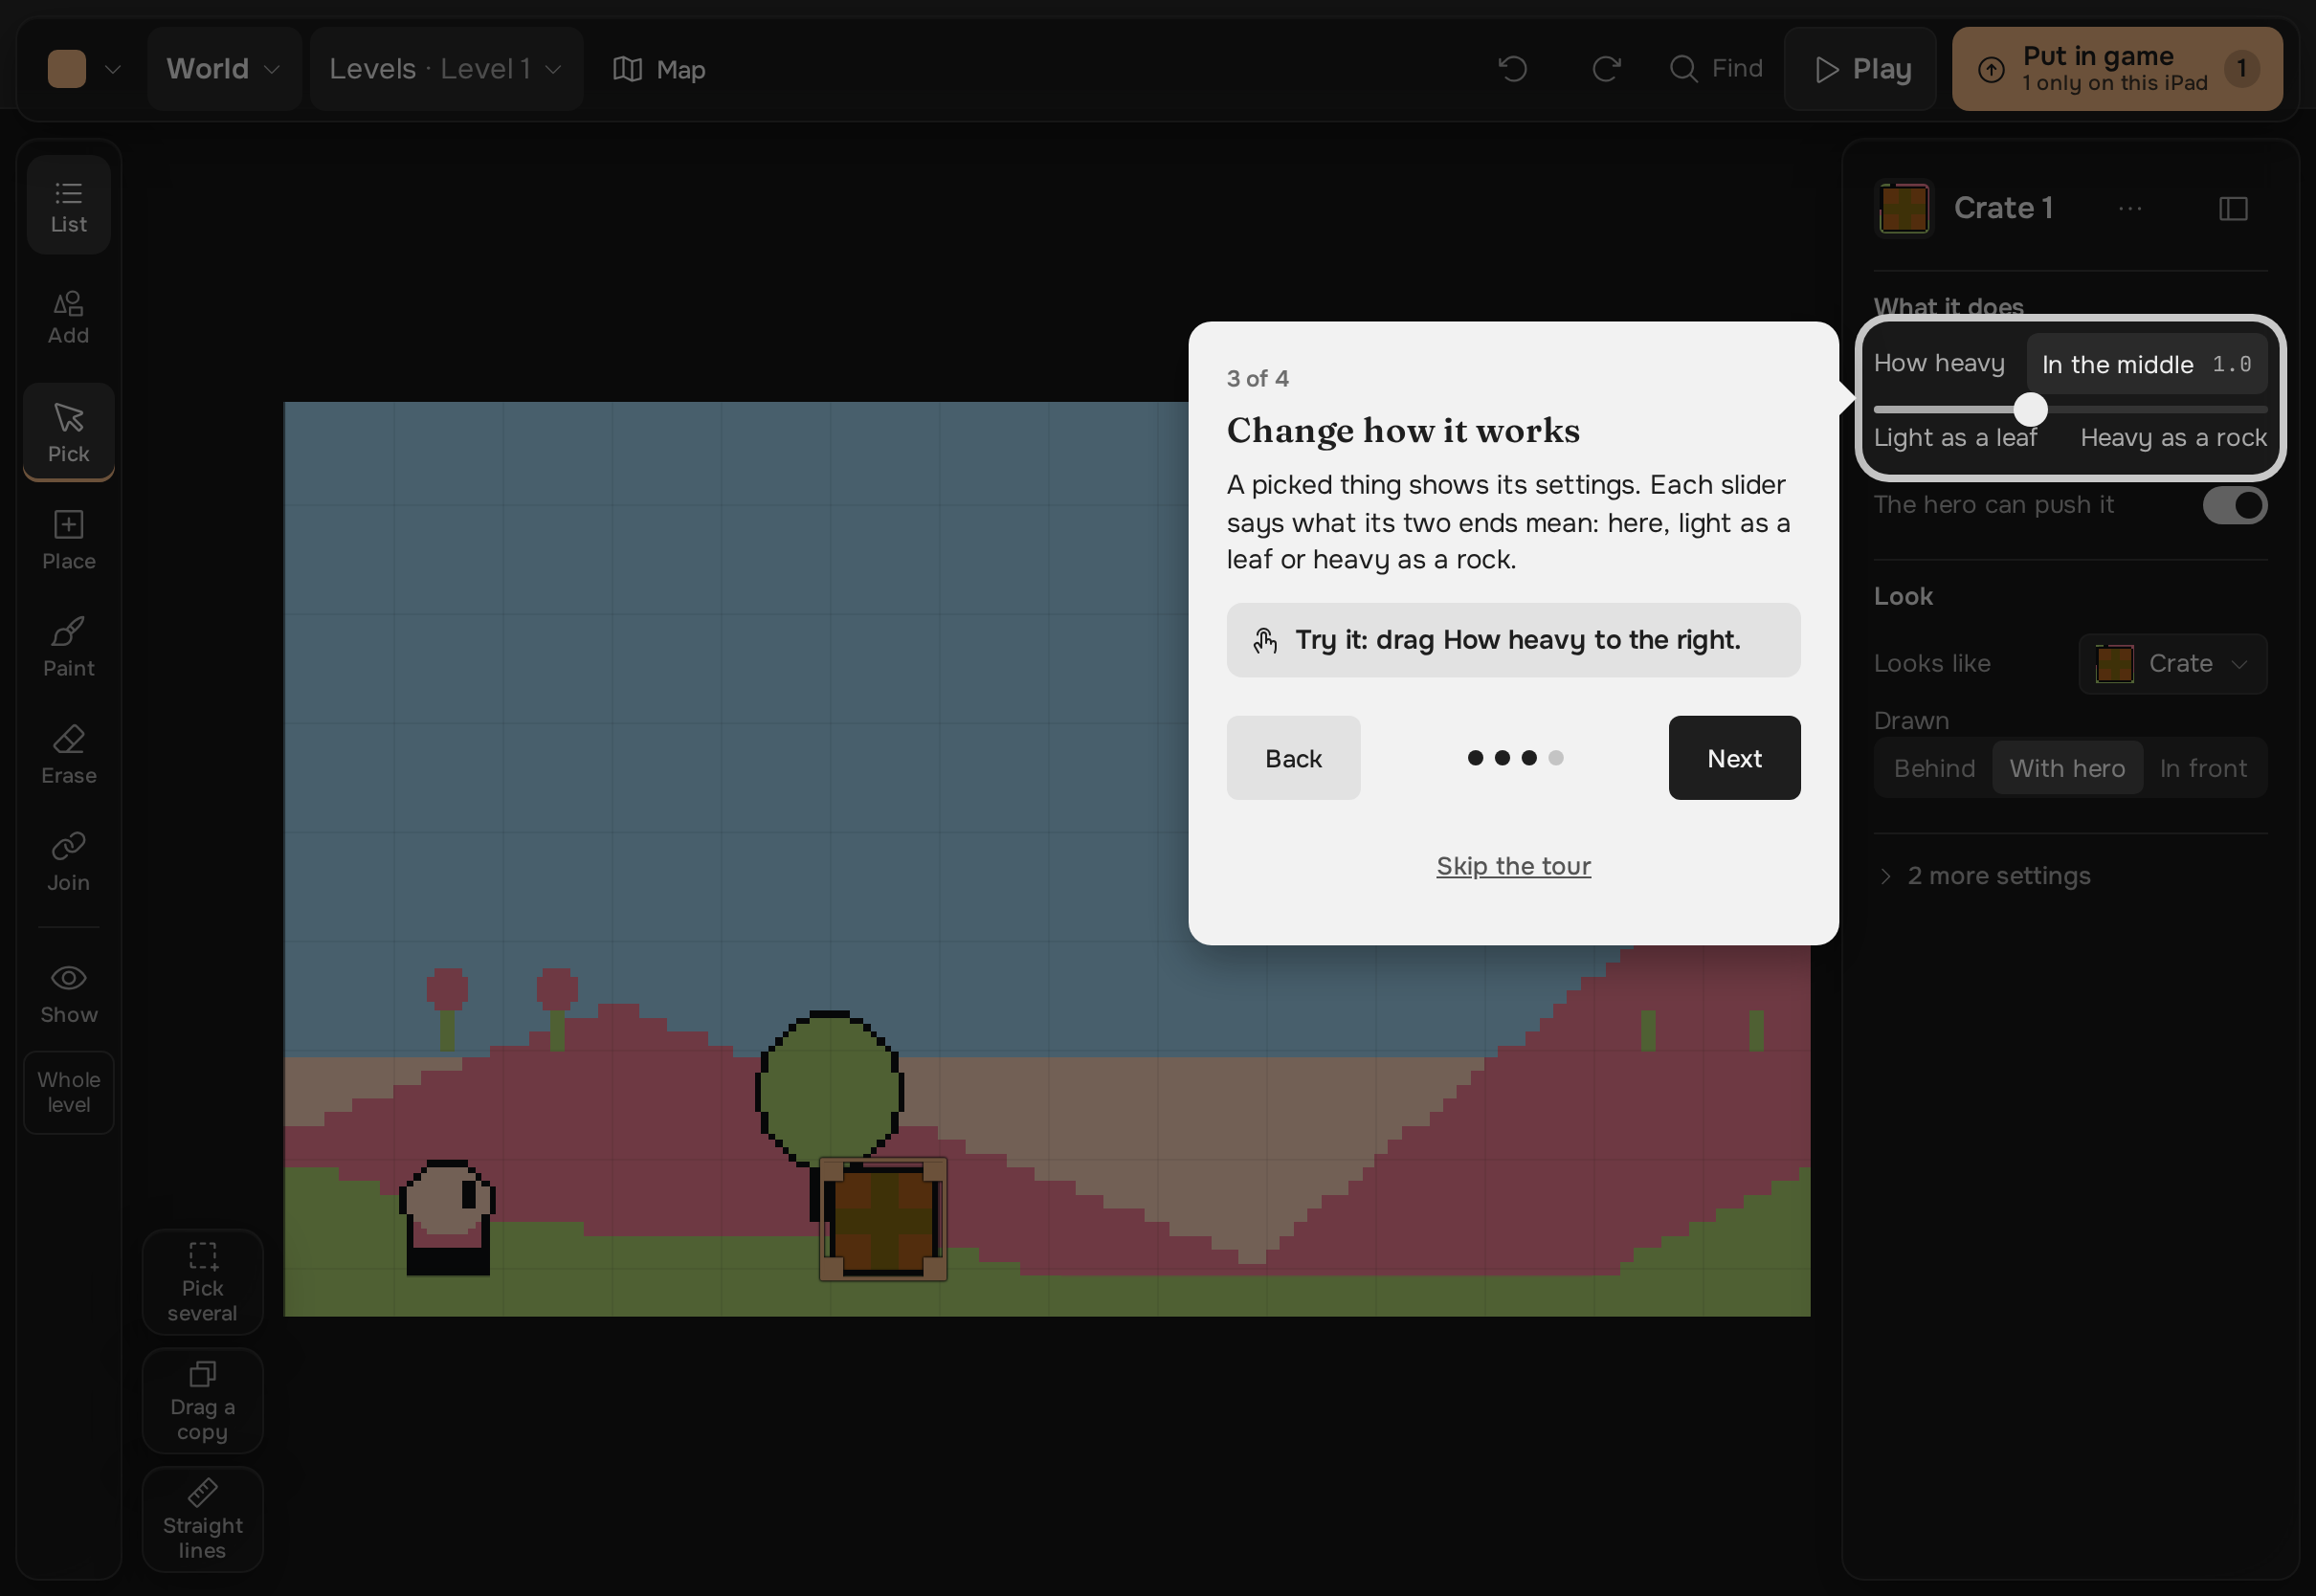 World
Levels · Level 1
Map
Find
Play
Put in game
1 only on this iPad
1
List
Add
Pick
Place
Paint
Erase
Join
Show
Whole
level
Pick
several
Drag a
copy
Straight
lines
3 of 4
Change how it works
A picked thing shows its settings. Each slider
says what its two ends mean: here, light as a
leaf or heavy as a rock.
Try it: drag How heavy to the right.
Back
Next
Skip the tour
Crate 1
What it does
How heavy
In the middle 1.0
Light as a leaf
Heavy as a rock
The hero can push it
Look
Looks like
Crate
Drawn
Behind
With hero
In front
2 more settings